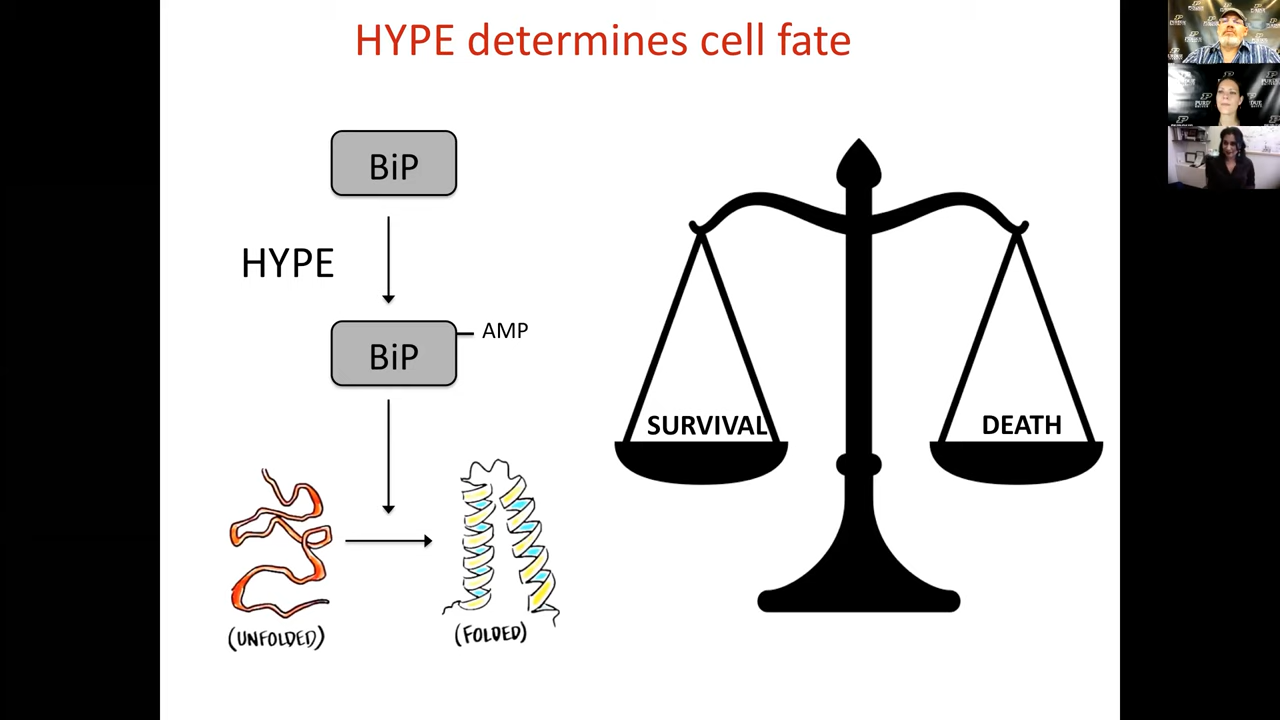 HYPE determines cell fate
BiP
HYPE
BiP
AMP
(UNFOLDED)
(FOLDED)
SURVIVAL
DEATH